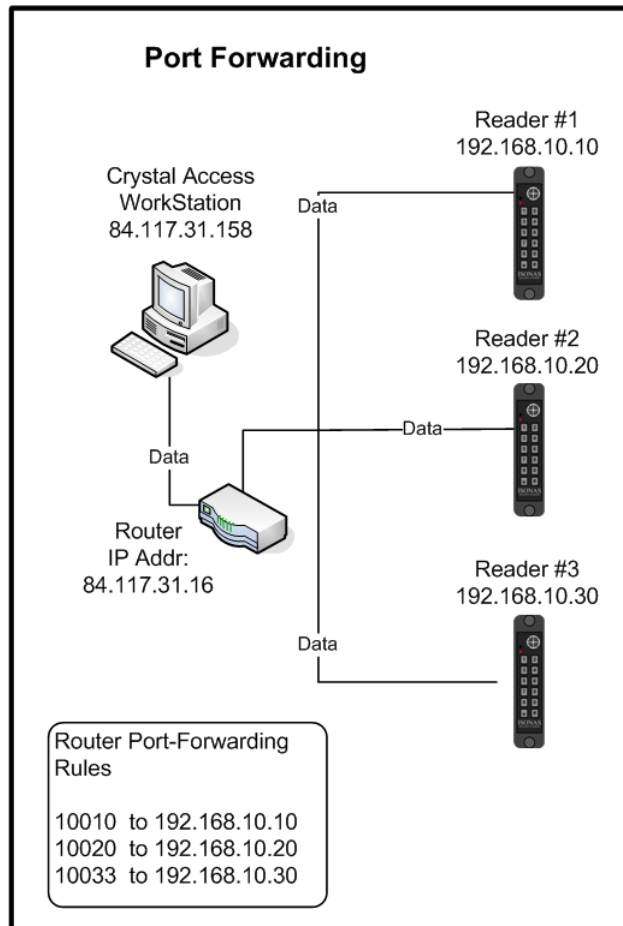 Port Forwarding
Reader #1
192.168.10.10
Crystal Access
WorkStation
84.117.31.158
Data
ISONAS
Reader #2
192.168.10.20
Data
Data
ISONAS
Router
IP Addr:
84.117.31.16
Reader #3
192.168.10.30
Data
ISONAS
Router Port-Forwarding
Rules
10010 to 192.168.10.10
10020 to 192.168.10.20
10033 to 192.168.10.30